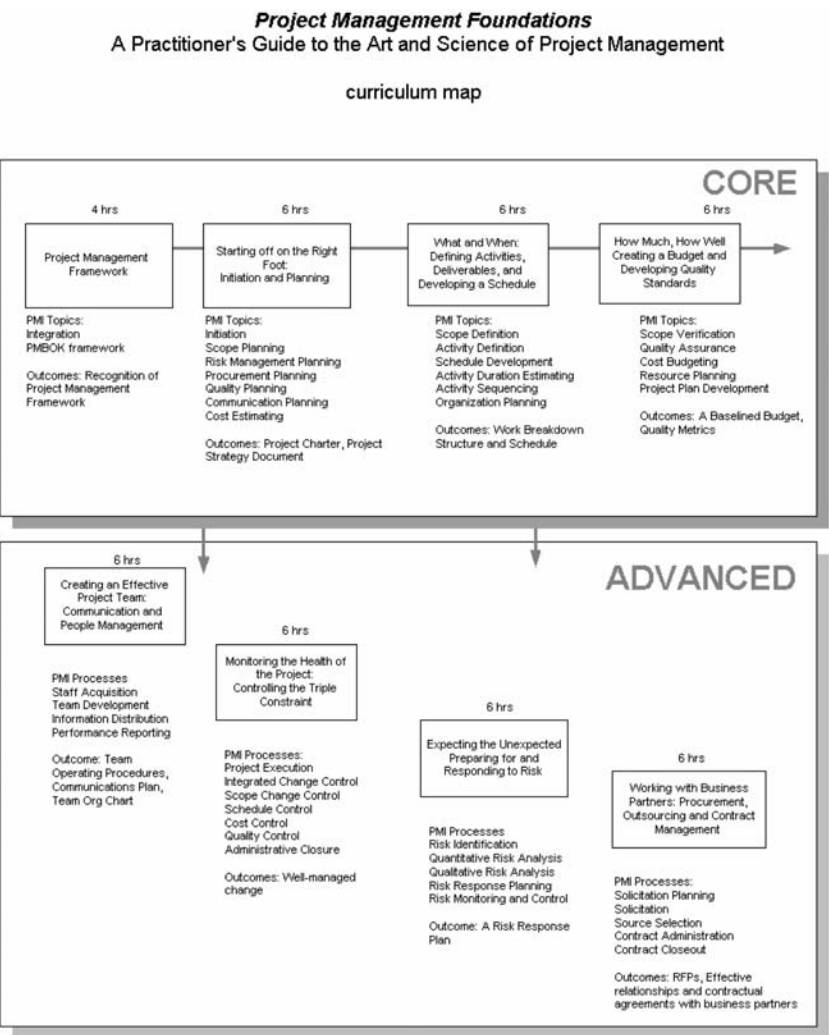 Project Management Foundations
A Practitioner's Guide to the Art and Science of Project Management
curriculum map
CORE
4 hrs
Project Management
Framework
PMI Topics:
Integration
PMBOK framework
Outcomes: Recognition of
Project Management
Framework
6 hrs
Starting off on the Right
Foot:
Initiation and Planning
PMI Topics:
Initiation
Scope Planning
Risk Management Planning
Procurement Planning
Quality Planning
Communication Planning
Cost Estimating
Outcomes: Project Charter, Project
Strategy Document
6 hrs
What and When:
Defining Activities,
Deliverables, and
Developing a Schedule
PMI Topics:
Scope Definition
Activity Definition
Schedule Development
Activity Duration Estimating
Activity Sequencing
Organization Planning
Outcomes: Work Breakdown
Structure and Schedule
6 hrs
How Much, How Well
Creating a Budget and
Developing Quality
Standards
PMI Topics:
Scope Verification
Quality Assurance
Cost Budgeting
Resource Planning
Project Plan Development
Outcomes: A Baselined Budget,
Quality Metrics
ADVANCED
6 hrs
Creating an Effective
Project Team:
Communication and
People Management
PMI Processes
Staff Acquisition
Team Development
Information Distribution
Performance Reporting
Outcome: Team
Operating Procedures,
Communications Plan,
Team Org Chart
6 hrs
Monitoring the Health of
the Project:
Controlling the Triple
Constraint
PMI Processes:
Project Execution
Integrated Change Control
Scope Change Control
Schedule Control
Cost Control
Quality Control
Administrative Closure
Outcomes: Well-managed
change
6 hrs
Expecting the Unexpected
Preparing for and
Responding to Risk
PMI Processes
Risk Identification
Quantitative Risk Analysis
Qualitative Risk Analysis
Risk Response Planning
Risk Monitoring and Control
Outcome: A Risk Response
Plan
6 hrs
Working with Business
Partners: Procurement,
Outsourcing and Contract
Management
PMI Processes:
Solicitation Planning
Solicitation
Source Selection
Contract Administration
Contract Closeout
Outcomes: RFPs, Effective
relationships and contractual
agreements with business partners